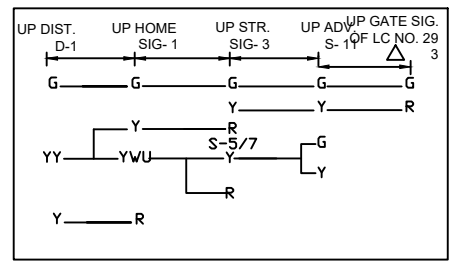 UP DIST. UP HOME UP STR. UP ADV. UP GATE SIG.
D-1 SIG- 1 SIG- 3 S- 11 OF LC NO. 29
3
G G G G G
Y Y R
Y R
S-5/7
YY YWU Y G
Y
R
Y R